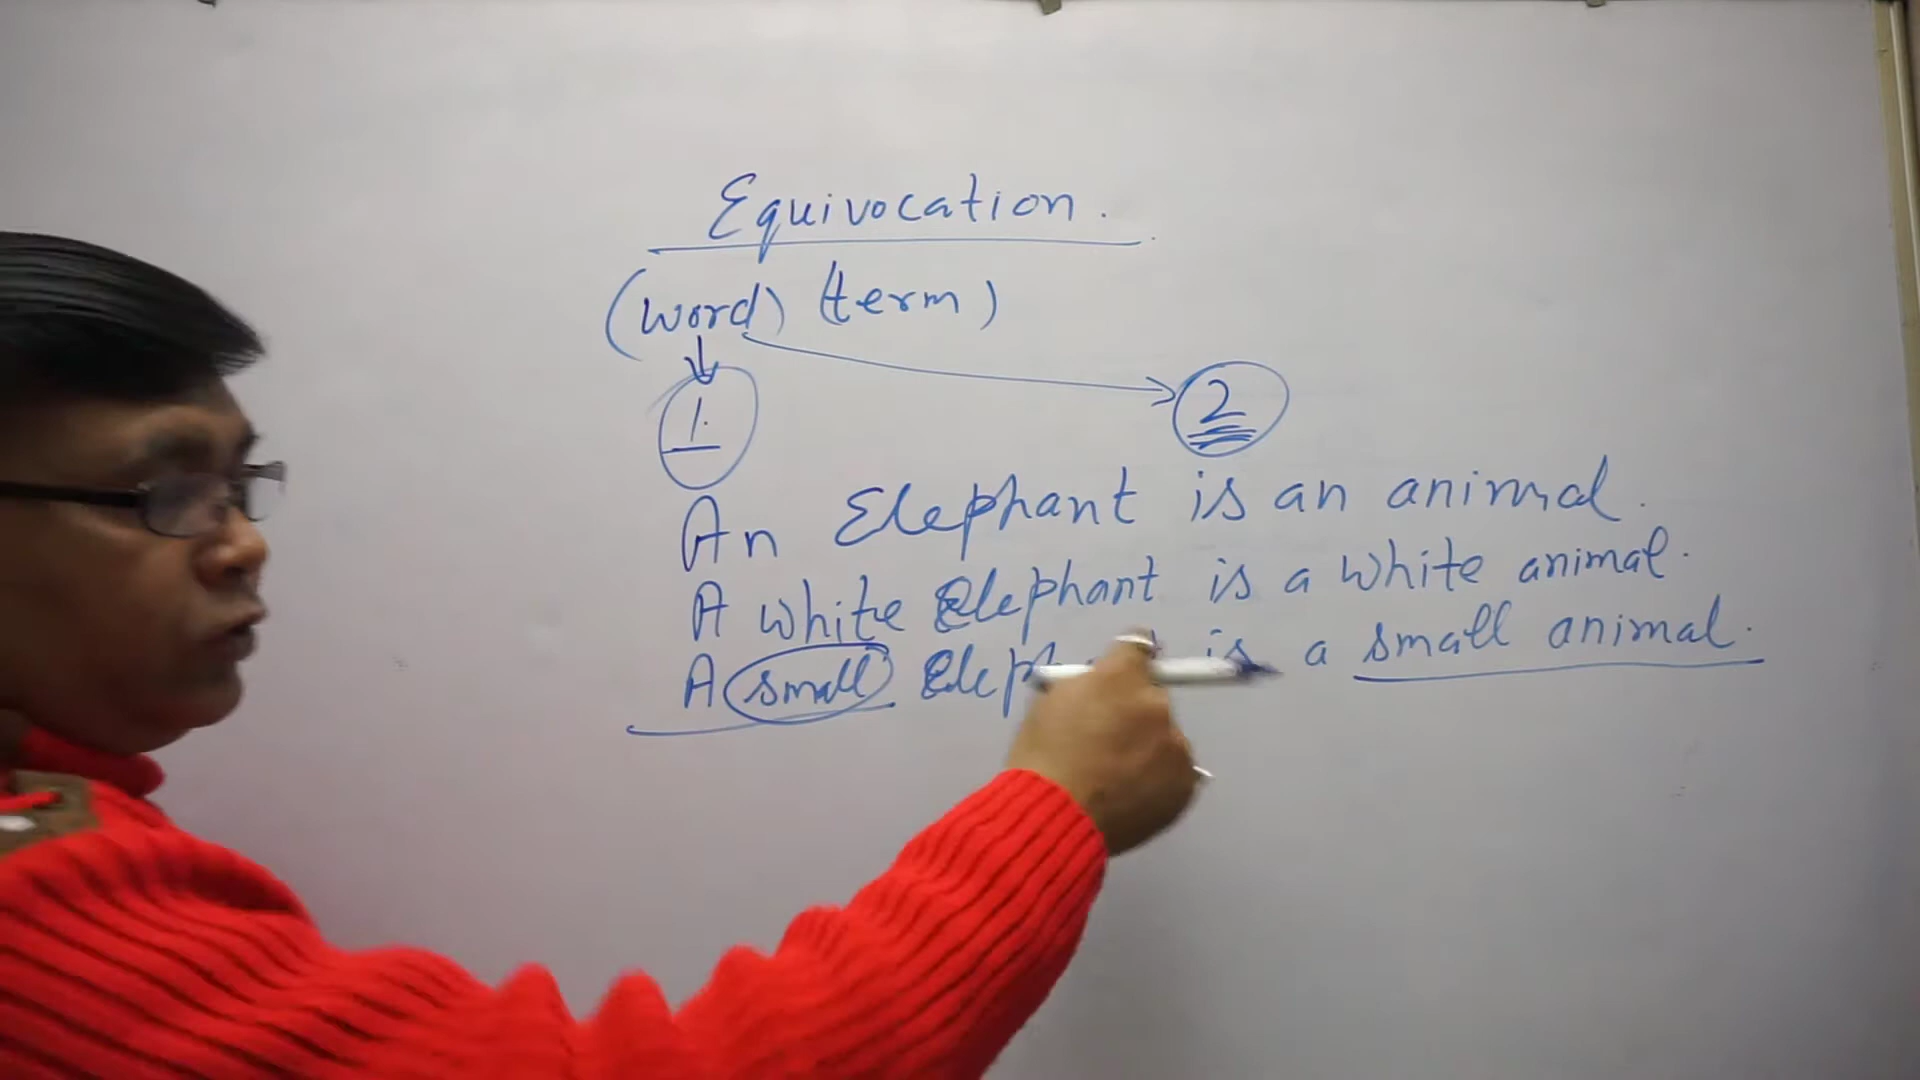 Equivocation.
(word) (term)
1. 2
An Elephant is an animal.
A white Elephant is a white animal.
A small is a small animal.